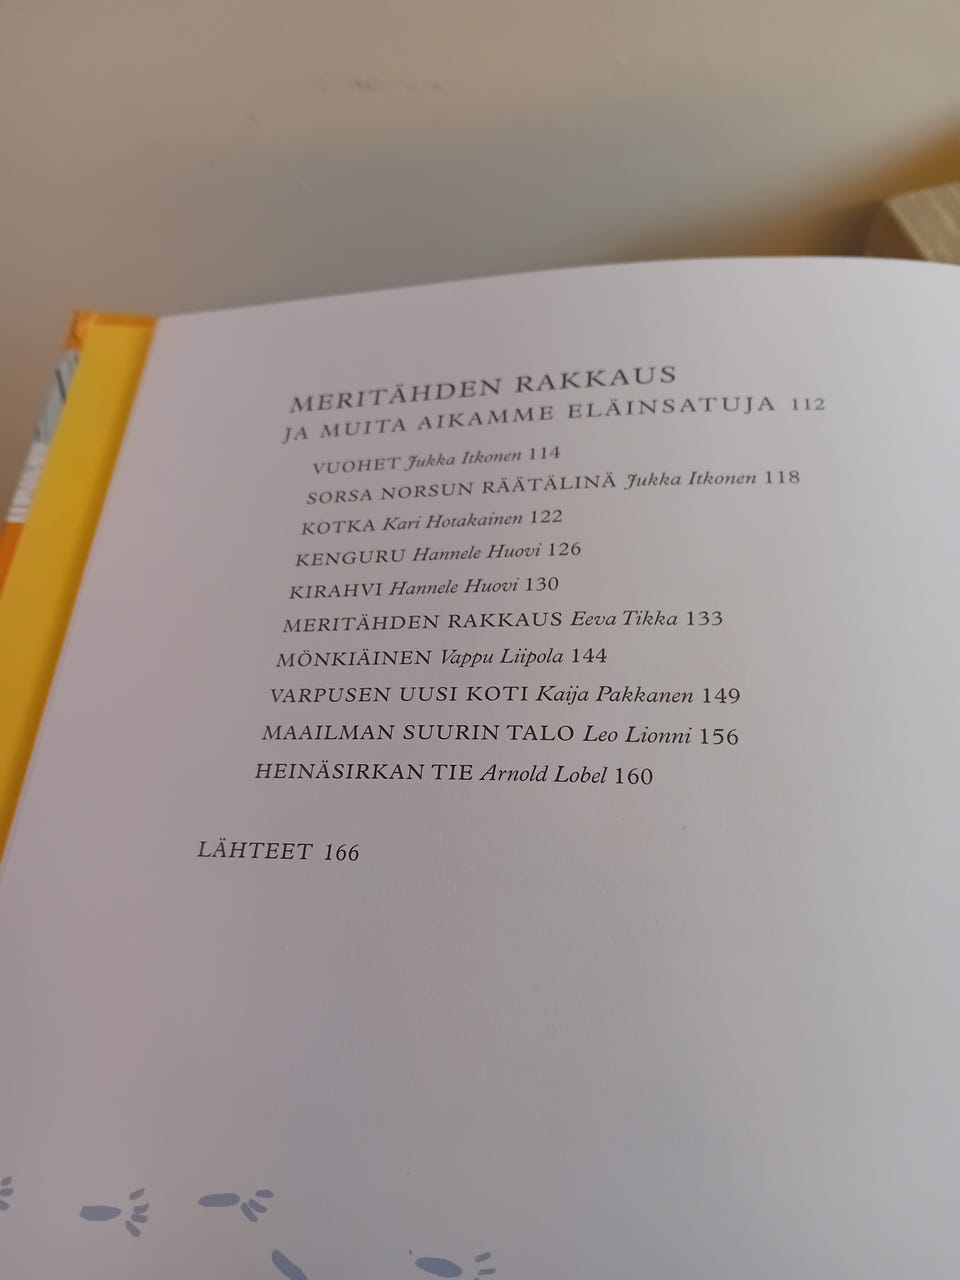 MERITÄHDEN RAKKAUS
JA MUITA AIKAMME ELÄINSATUJA 112
VUOHET Jukka Itkonen 114
SORSA NORSUN RÄÄTÄLINÄ Jukka Itkonen 118
KOTKA Kari Hotakainen 122
KENGURU Hannele Huovi 126
KIRAHVI Hannele Huovi 130
MERITÄHDEN RAKKAUS Eeva Tikka 133
MÖNKIÄINEN Vappu Liipola 144
VARPUSEN UUSI KOTI Kaija Pakkanen 149
MAAILMAN SUURIN TALO Leo Lionni 156
HEINÄSIRKAN TIE Arnold Lobel 160
LÄHTEET 166